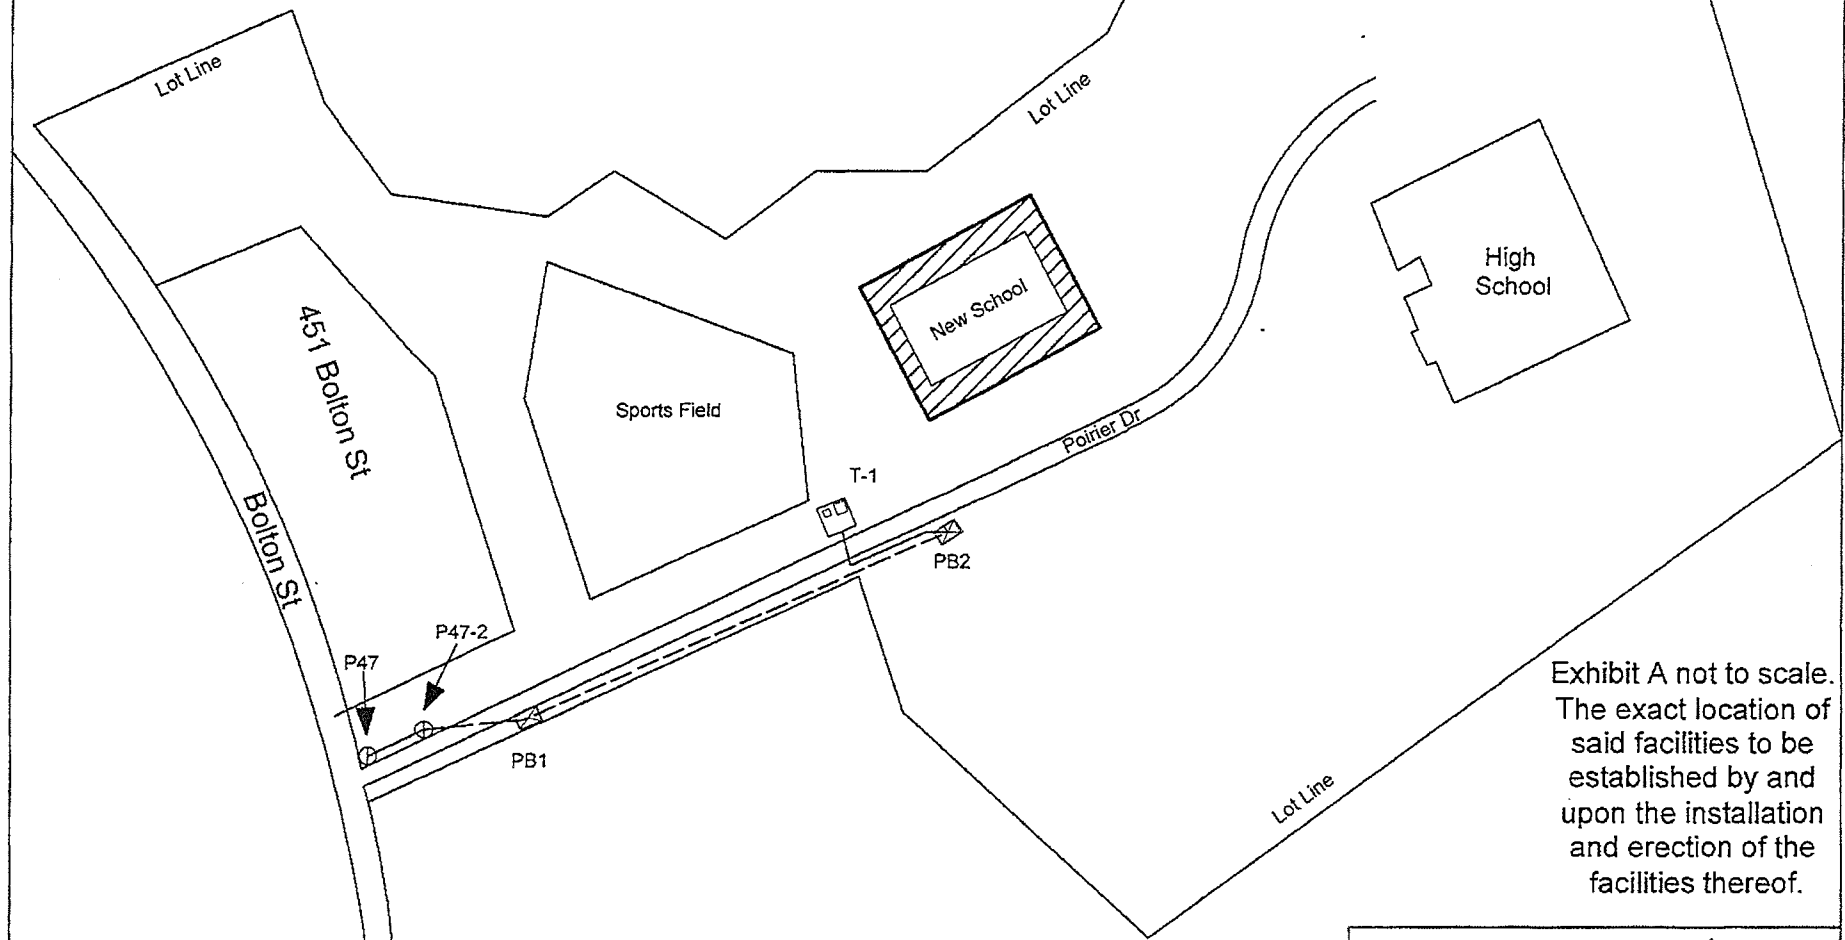 Lot Line
Lot Line
451 Bolton St
Sports Field
New School
High
School
Poirier Dr
T-1
PB2
Bolton St
P47-2
P47
PB1
Lot Line
Exhibit A not to scale.
The exact location of
said facilities to be
established by and
upon the installation
and erection of the
facilities thereof.